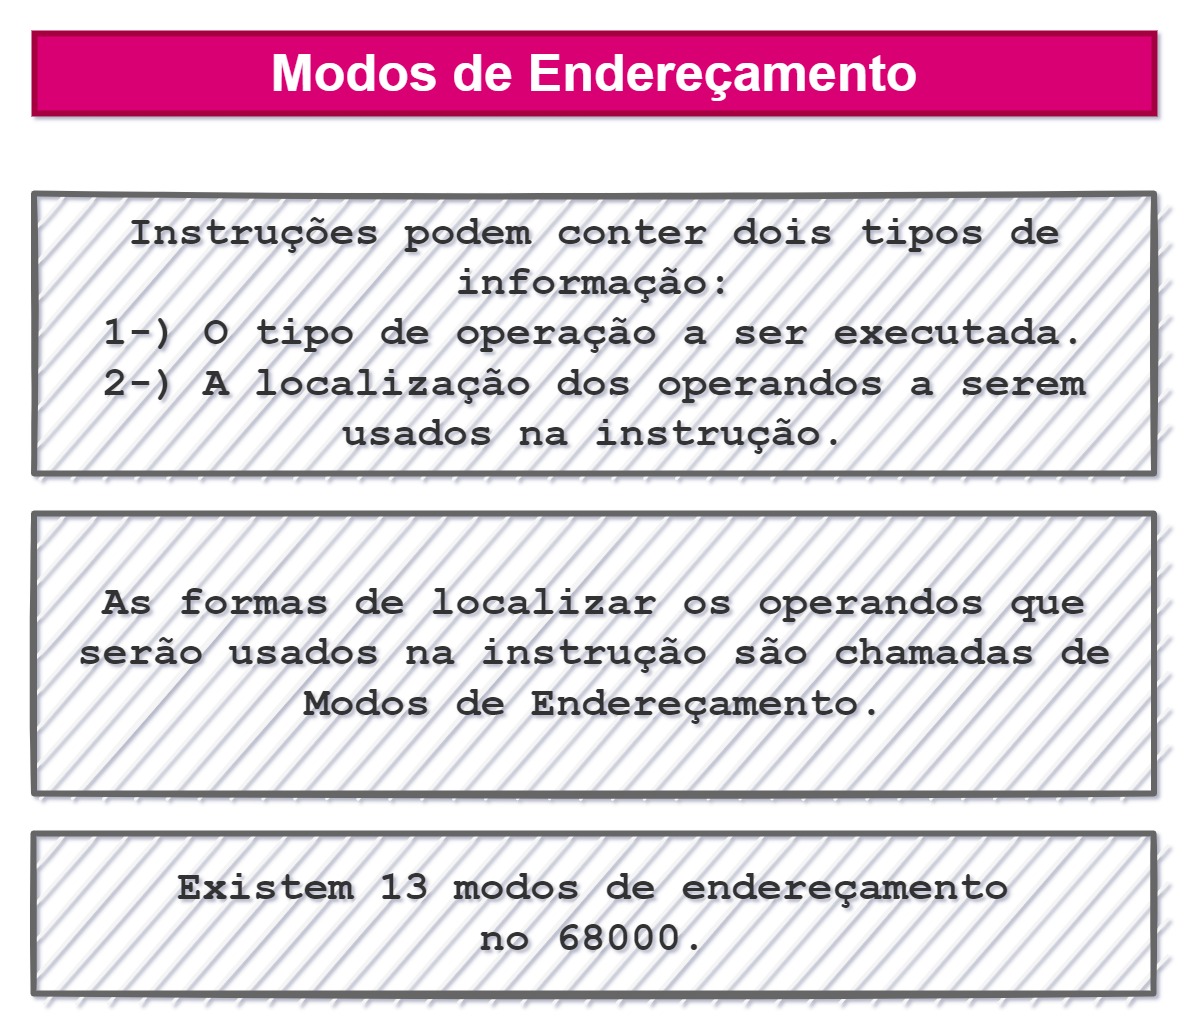 Modos de Endereçamento
Instruções podem conter dois tipos de
informação:
1-) O tipo de operação a ser executada.
2-) A localização dos operandos a serem
usados na instrução.
As formas de localizar os operandos que
serão usados na instrução são chamadas de
Modos de Endereçamento.
Existem 13 modos de endereçamento
no 68000.